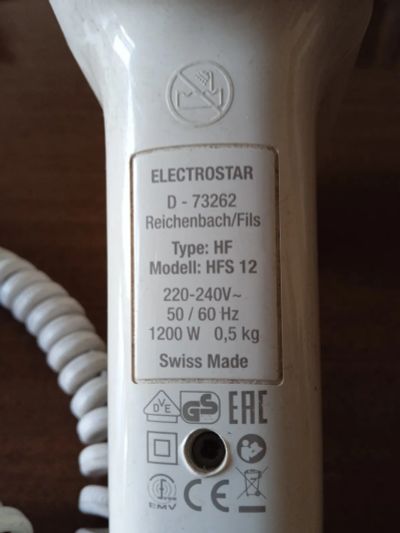 ELECTROSTAR
D - 73262
Reichenbach/Fils
Type: HF
Modell: HFS 12
220-240V~
50 / 60 Hz
1200 W 0,5 kg
Swiss Made
DVE GS EAC
EMV CE